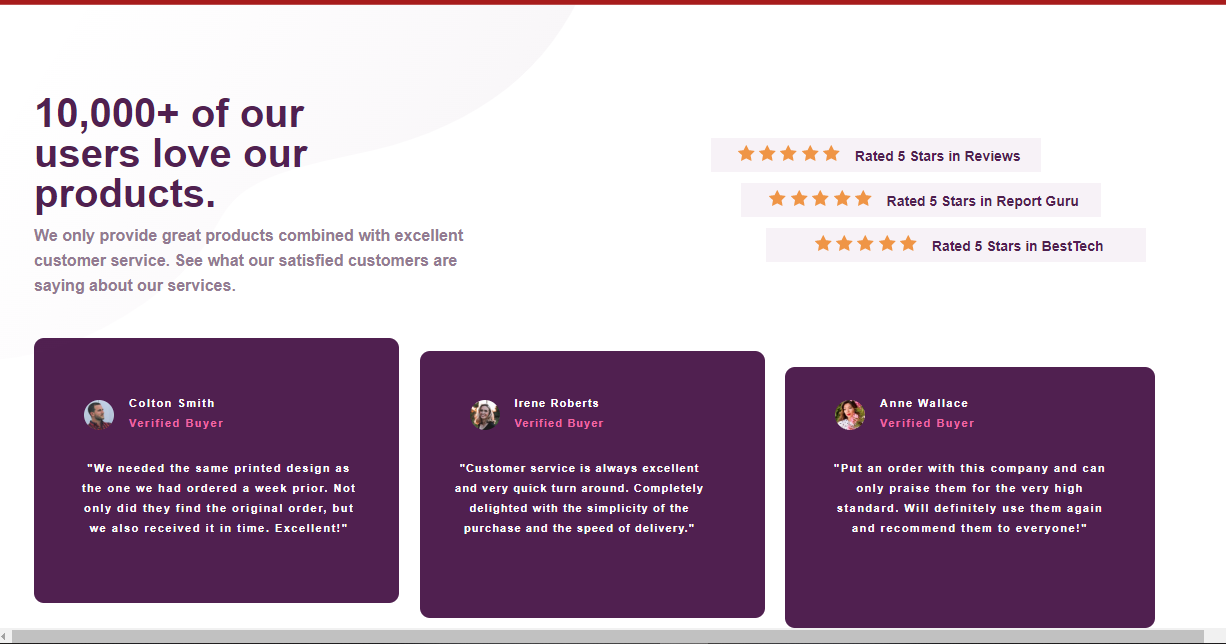 10,000+ of our
users love our
products.
We only provide great products combined with excellent
customer service. See what our satisfied customers are
saying about our services.
Rated 5 Stars in Reviews
Rated 5 Stars in Report Guru
Rated 5 Stars in BestTech
Colton Smith
Verified Buyer
"We needed the same printed design as
the one we had ordered a week prior. Not
only did they find the original order, but
we also received it in time. Excellent!"
Irene Roberts
Verified Buyer
"Customer service is always excellent
and very quick turn around. Completely
delighted with the simplicity of the
purchase and the speed of delivery."
Anne Wallace
Verified Buyer
"Put an order with this company and can
only praise them for the very high
standard. Will definitely use them again
and recommend them to everyone!"